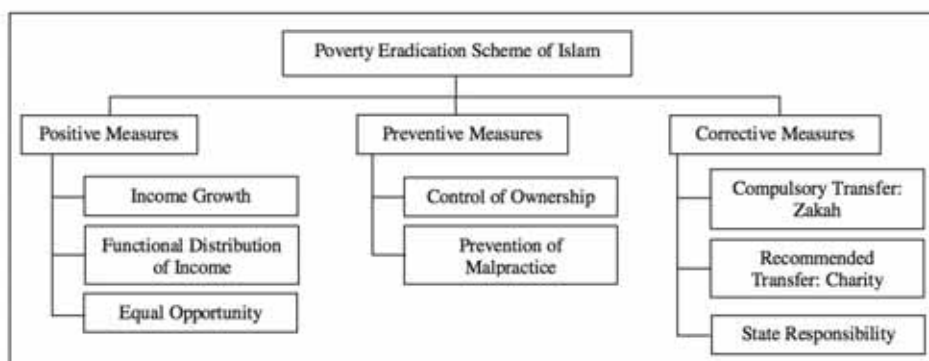 Poverty Eradication Scheme of Islam
Positive Measures
Income Growth
Functional Distribution
of Income
Equal Opportunity
Preventive Measures
Control of Ownership
Prevention of
Malpractice
Corrective Measures
Compulsory Transfer:
Zakah
Recommended
Transfer: Charity
State Responsibility